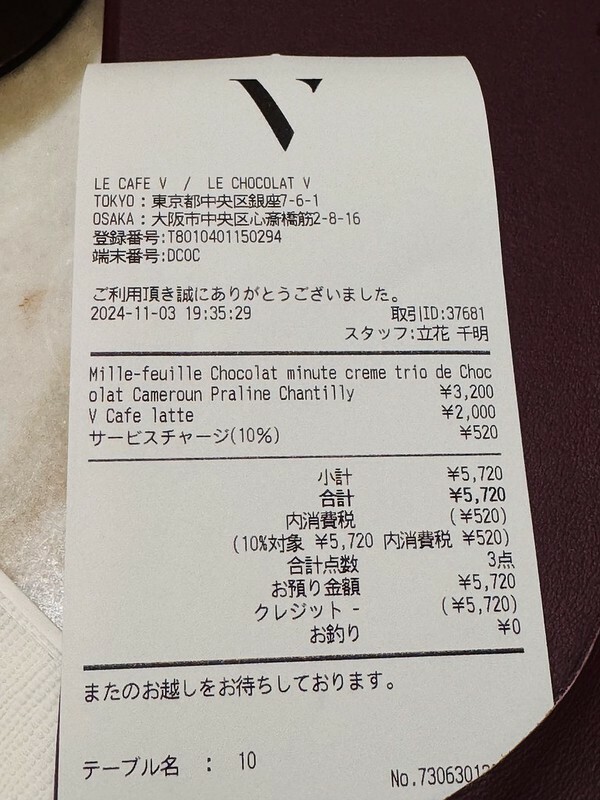 V
LE CAFE V / LE CHOCOLAT V
TOKYO：東京都中央区銀座7-6-1
OSAKA：大阪市中央区心斎橋筋2-8-16
登録番号:T8010401150294
端末番号:DCOC
ご利用頂き誠にありがとうございました。
2024-11-03 19:35:29 取引ID:37681
スタッフ:立花 千明
Mille-feuille Chocolat minute creme trio de Choc
olat Cameroun Praline Chantilly ¥3,200
V Cafe latte ¥2,000
サービスチャージ(10%) ¥520
小計 ¥5,720
合計 ¥5,720
内消費税 (¥520)
(10%対象 ¥5,720 内消費税 ¥520)
合計点数 3点
お預り金額 ¥5,720
クレジット - (¥5,720)
お釣り ¥0
またのお越しをお待ちしております。
テーブル名 ： 10